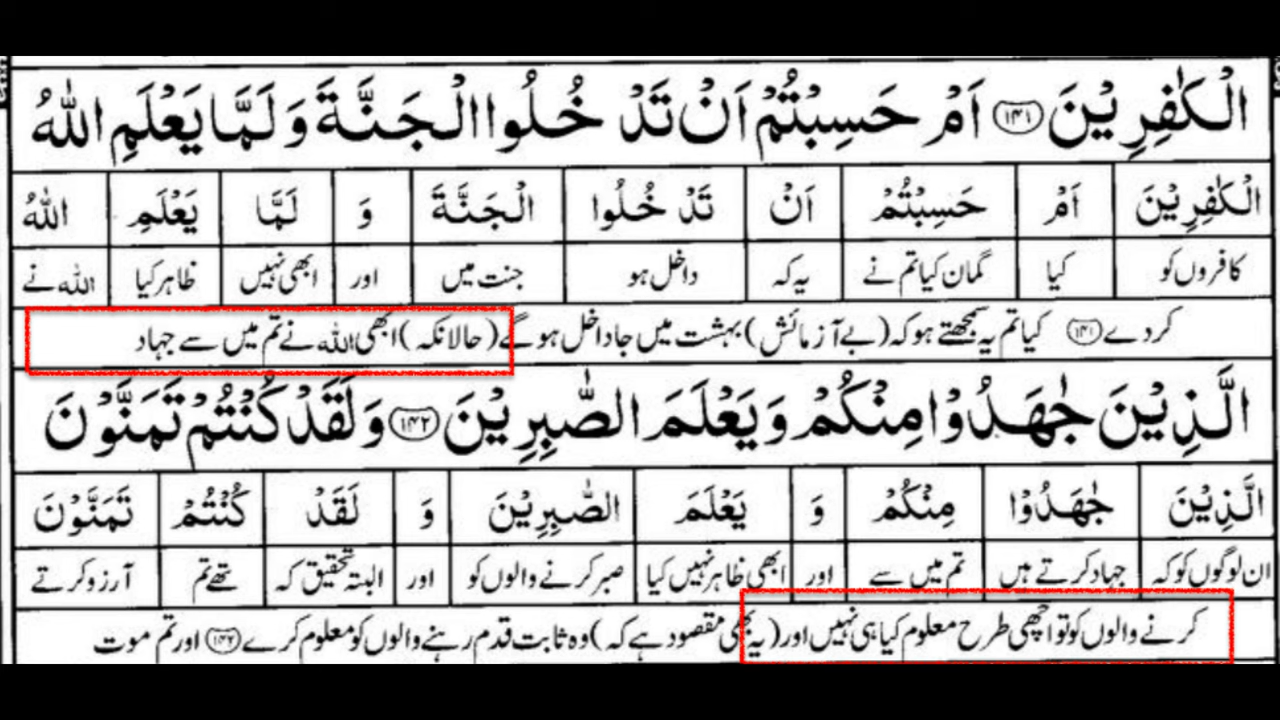 الْكٰفِرِيْنَ ﴿۱۴۱﴾ اَمْ حَسِبْتُمْ اَنْ تَدْ خُلُوا الْجَنَّةَ وَ لَمَّا يَعْلَمِ اللّٰهُ
الْكٰفِرِيْنَ اَمْ حَسِبْتُمْ اَنْ تَدْ خُلُوا الْجَنَّةَ وَ لَمَّا يَعْلَمِ اللّٰهُ
کافروں کو کیا گمان کیا تم نے یہ کہ داخل ہو جنت میں اور ابھی نہیں ظاہر کیا اللہ نے
کردے ﴿۱۴۱﴾ کیا تم یہ سمجھتے ہو کہ (بے آزمائش) بہشت میں جا داخل ہو گے (حالانکہ) ابھی اللہ نے تم میں سے جہاد
الَّذِيْنَ جٰهَدُوْا مِنْكُمْ وَ يَعْلَمَ الصّٰبِرِيْنَ ﴿۱۴۲﴾ وَ لَقَدْ كُنْتُمْ تَمَنَّوْنَ
الَّذِيْنَ جٰهَدُوْا مِنْكُمْ وَ يَعْلَمَ الصّٰبِرِيْنَ وَ لَقَدْ كُنْتُمْ تَمَنَّوْنَ
ان لوگوں کو کہ جہاد کرتے ہیں تم میں سے اور ابھی ظاہر نہیں کیا صبر کرنے والوں کو اور البتہ تحقیق کہ تھے تم آرزو کرتے
کرنے والوں کو تو اچھی طرح معلوم کیا ہی نہیں اور (یہ بھی مقصود ہے کہ) وہ ثابت قدم رہنے والوں کو معلوم کرے ﴿۱۴۲﴾ اور تم موت